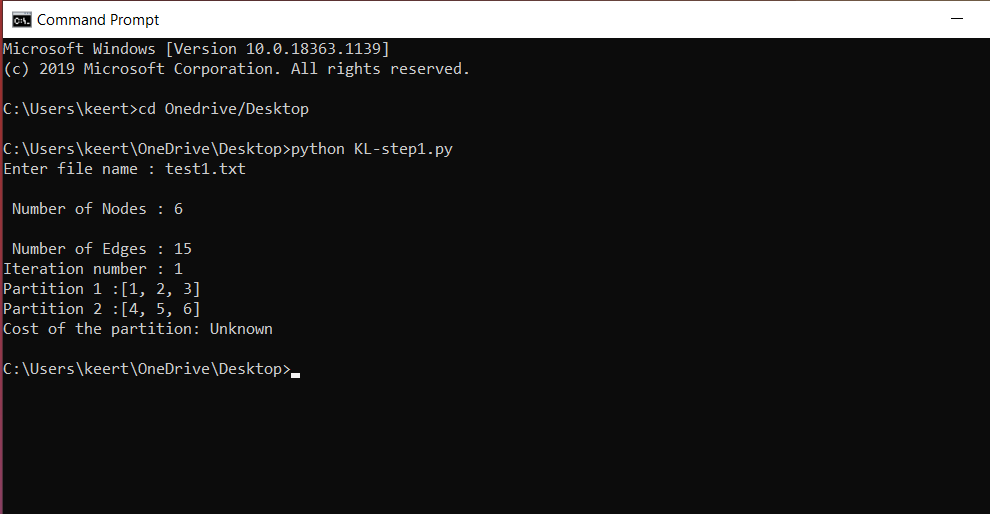 Command Prompt
Microsoft Windows [Version 10.0.18363.1139]
(c) 2019 Microsoft Corporation. All rights reserved.
C:\Users\keert>cd Onedrive/Desktop
C:\Users\keert\OneDrive\Desktop>python KL-step1.py
Enter file name : test1.txt
Number of Nodes : 6
Number of Edges : 15
Iteration number : 1
Partition 1 :[1, 2, 3]
Partition 2 :[4, 5, 6]
Cost of the partition: Unknown
C:\Users\keert\OneDrive\Desktop>